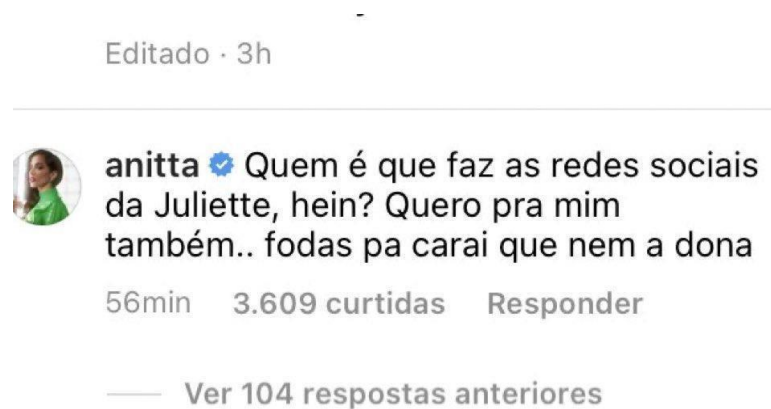 Editado · 3h
anitta Quem é que faz as redes sociais
da Juliette, hein? Quero pra mim
também.. fodas pa carai que nem a dona
56min 3.609 curtidas Responder
Ver 104 respostas anteriores